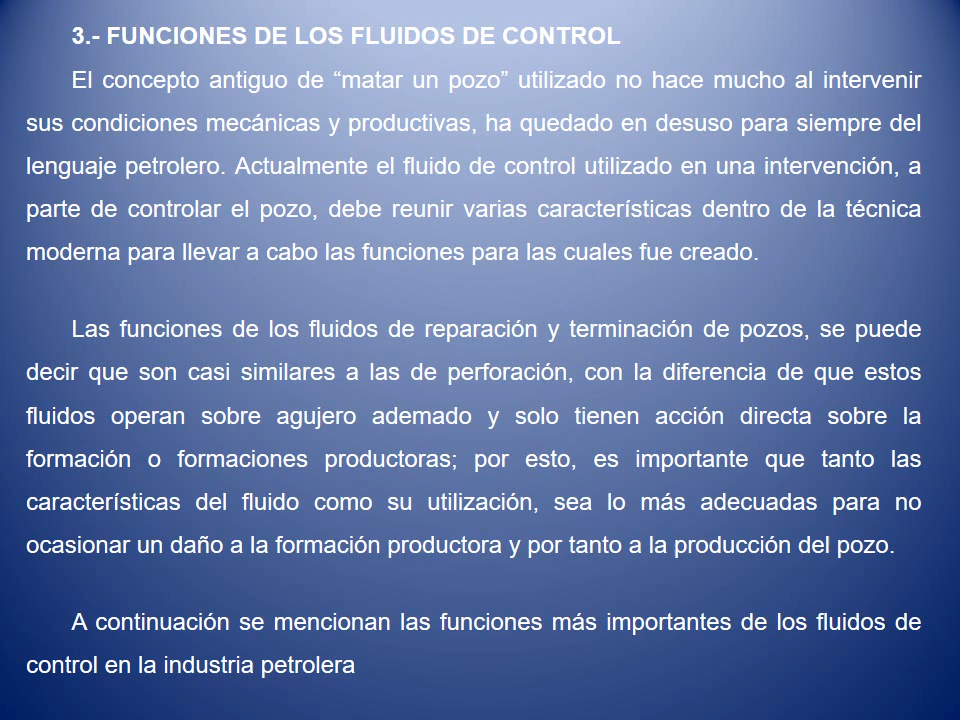 3.- FUNCIONES DE LOS FLUIDOS DE CONTROL
El concepto antiguo de “matar un pozo” utilizado no hace mucho al intervenir
sus condiciones mecánicas y productivas, ha quedado en desuso para siempre del
lenguaje petrolero. Actualmente el fluido de control utilizado en una intervención, a
parte de controlar el pozo, debe reunir varias características dentro de la técnica
moderna para llevar a cabo las funciones para las cuales fue creado.
Las funciones de los fluidos de reparación y terminación de pozos, se puede
decir que son casi similares a las de perforación, con la diferencia de que estos
fluidos operan sobre agujero ademado y solo tienen acción directa sobre la
formación o formaciones productoras; por esto, es importante que tanto las
características del fluido como su utilización, sea lo más adecuadas para no
ocasionar un daño a la formación productora y por tanto a la producción del pozo.
A continuación se mencionan las funciones más importantes de los fluidos de
control en la industria petrolera